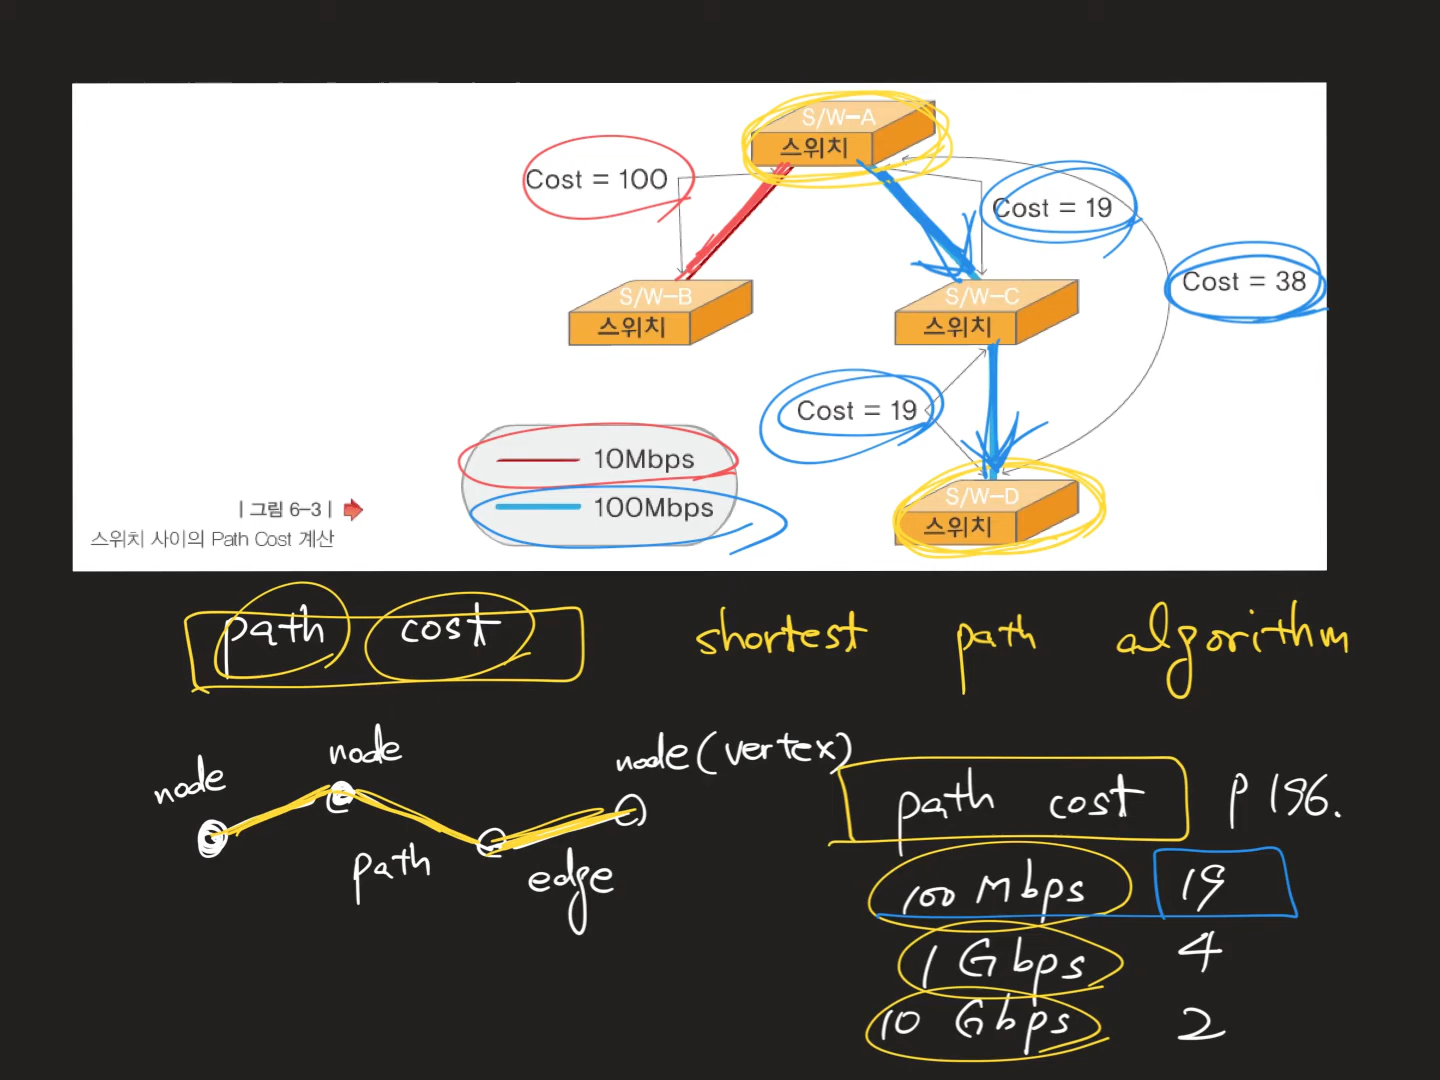 S/W-A
스위치
Cost = 100
Cost = 19
Cost = 38
S/W-B
스위치
S/W-C
스위치
Cost = 19
10Mbps
100Mbps
S/W-D
스위치
| 그림 6-3 |
스위치 사이의 Path Cost 계산
path cost
shortest path algorithm
node
node
node(vertex)
path
edge
path cost
p 196.
100 Mbps 19
1 Gbps 4
10 Gbps 2